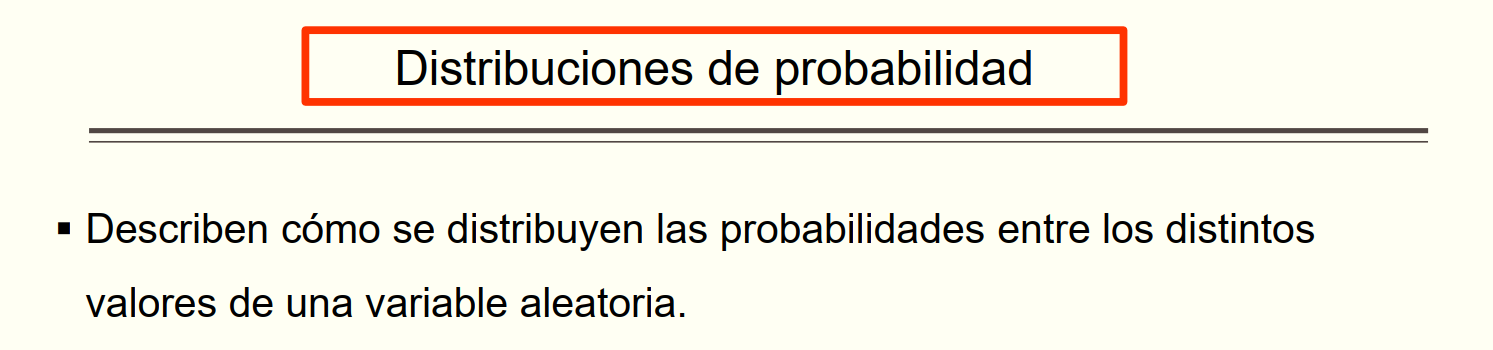 Distribuciones de probabilidad
▪ Describen cómo se distribuyen las probabilidades entre los distintos
valores de una variable aleatoria.